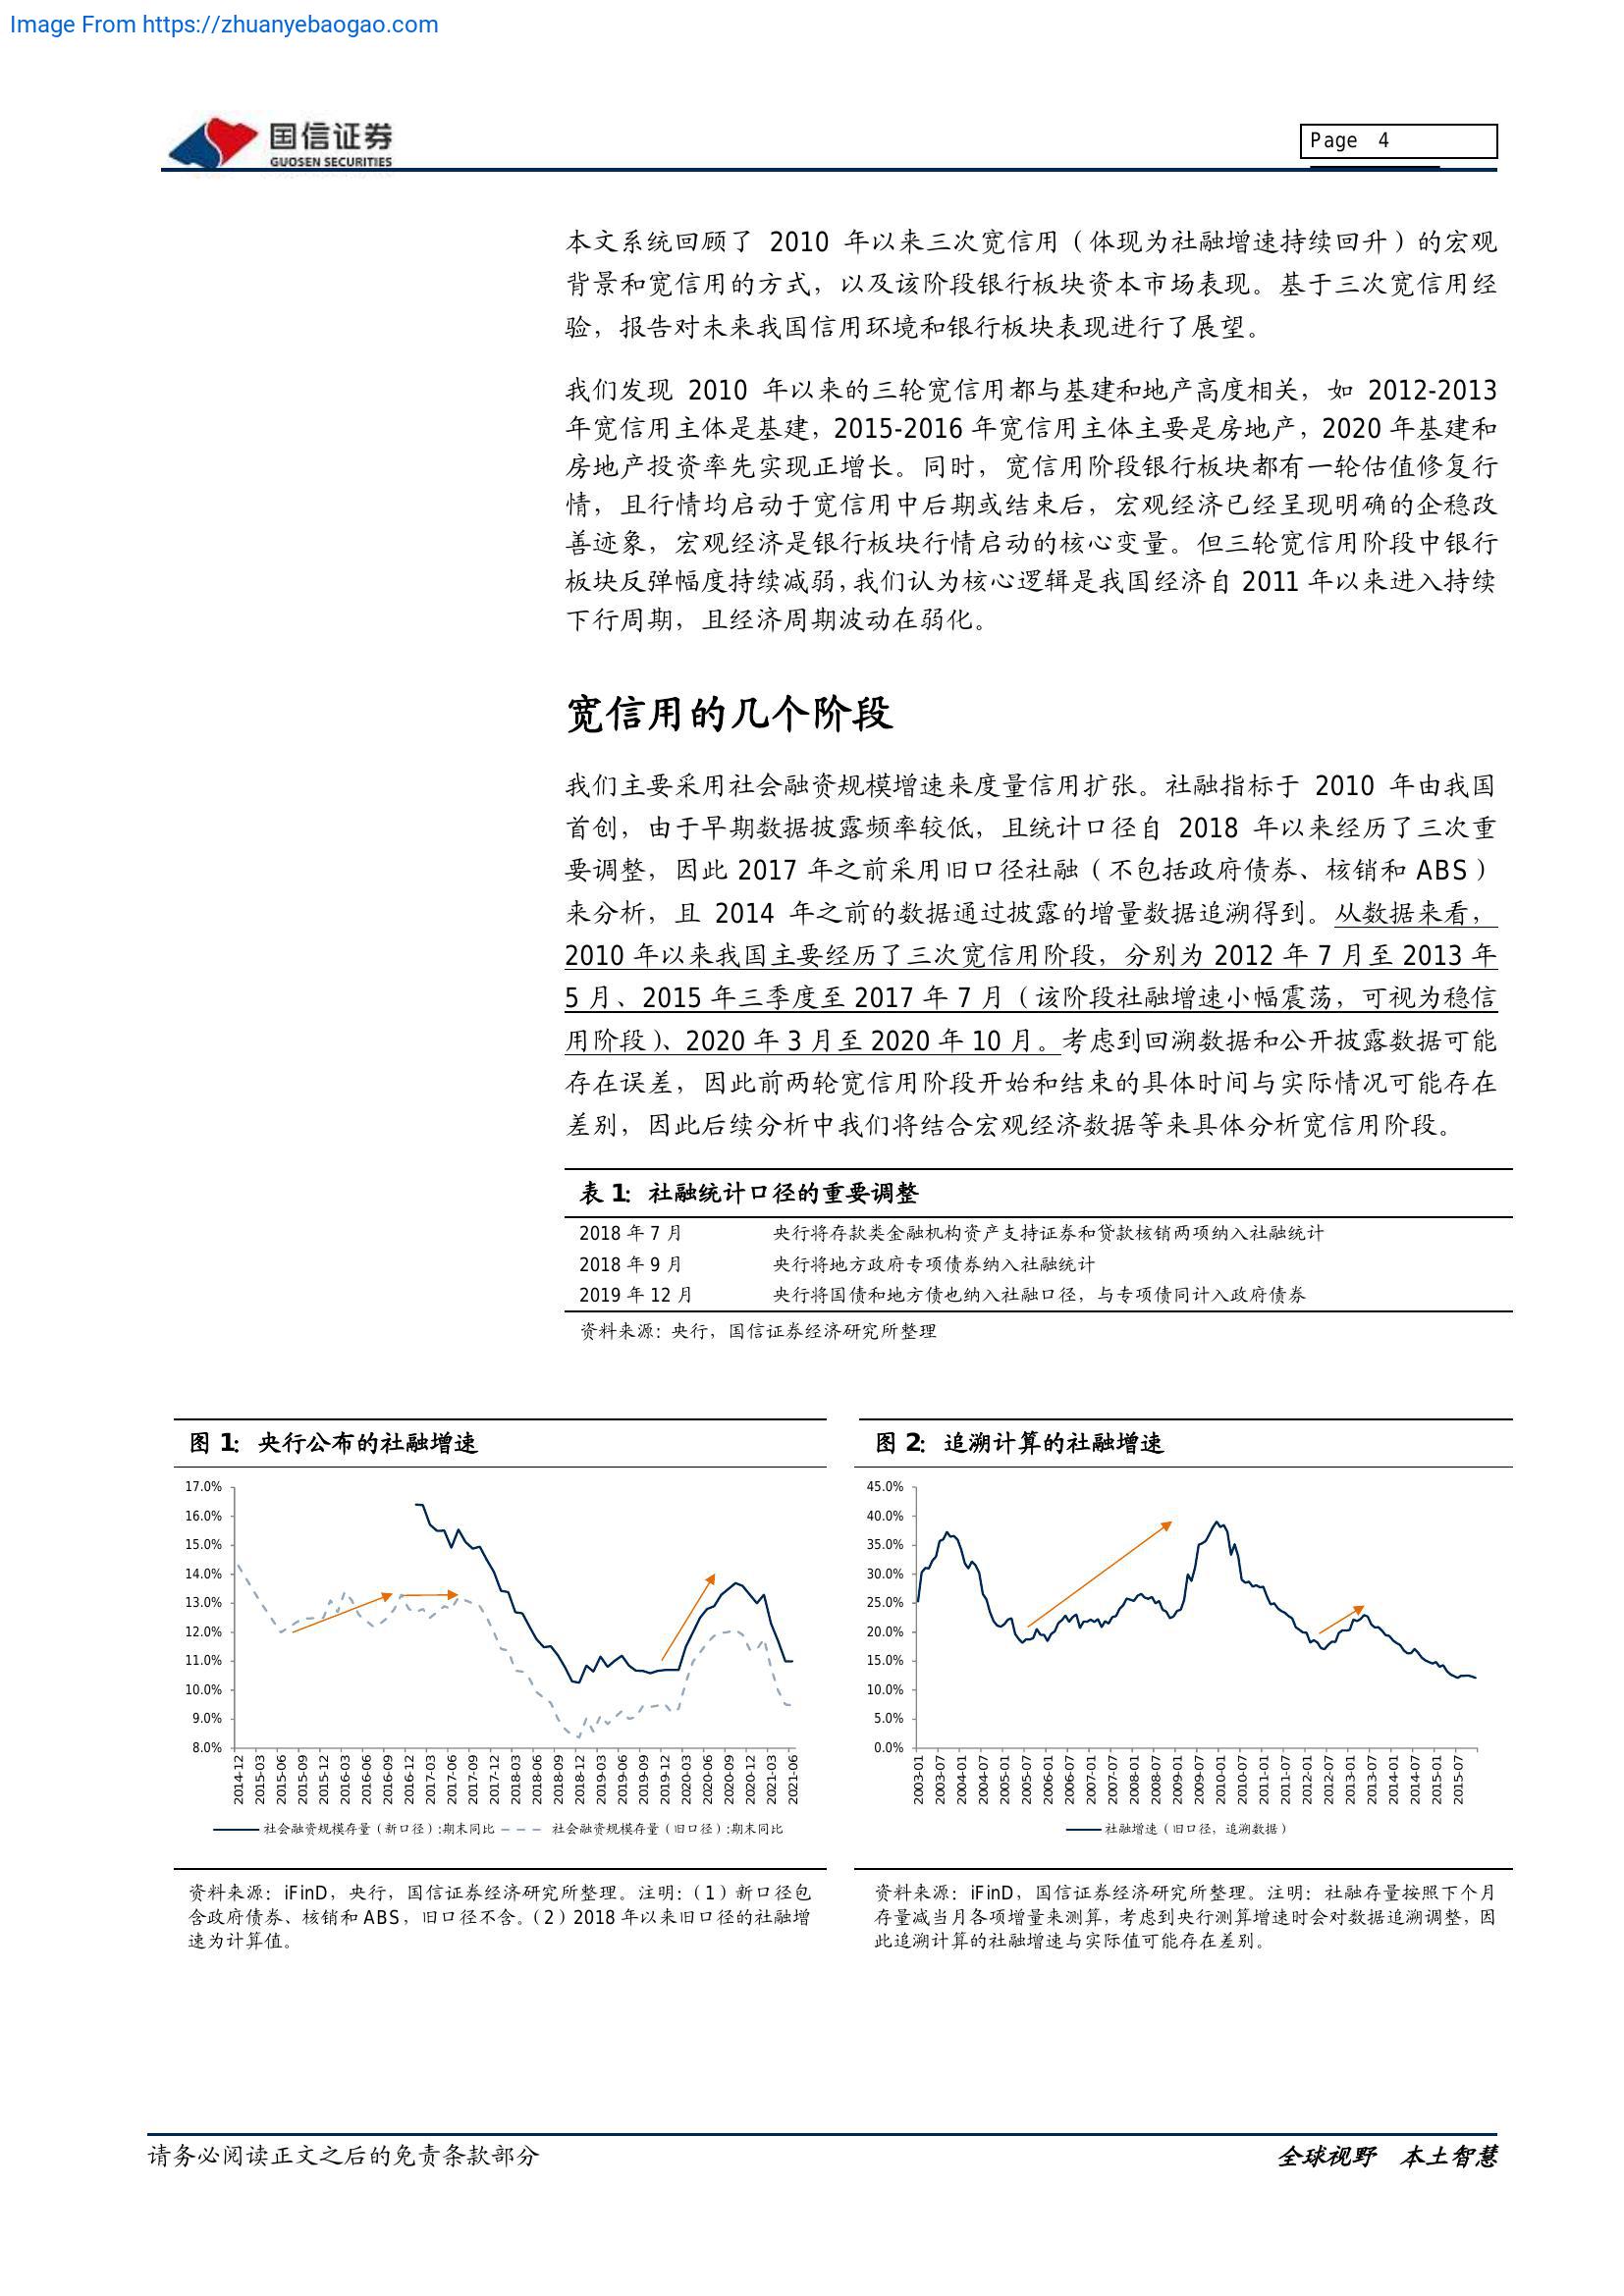 Image From https://zhuanyebaogao.com
国信证券
GUOSEN SECURITIES
Page 4
本文系统回顾了 2010 年以来三次宽信用（体现为社融增速持续回升）的宏观
背景和宽信用的方式，以及该阶段银行板块资本市场表现。基于三次宽信用经
验，报告对未来我国信用环境和银行板块表现进行了展望。
我们发现 2010 年以来的三轮宽信用都与基建和地产高度相关，如 2012-2013
年宽信用主体是基建，2015-2016 年宽信用主体主要是房地产，2020 年基建和
房地产投资率先实现正增长。同时，宽信用阶段银行板块都有一轮估值修复行
情，且行情均启动于宽信用中后期或结束后，宏观经济已经呈现明确的企稳改
善迹象，宏观经济是银行板块行情启动的核心变量。但三轮宽信用阶段中银行
板块反弹幅度持续减弱，我们认为核心逻辑是我国经济自 2011 年以来进入持续
下行周期，且经济周期波动在弱化。
宽信用的几个阶段
我们主要采用社会融资规模增速来度量信用扩张。社融指标于 2010 年由我国
首创，由于早期数据披露频率较低，且统计口径自 2018 年以来经历了三次重
要调整，因此 2017 年之前采用旧口径社融（不包括政府债券、核销和 ABS）
来分析，且 2014 年之前的数据通过披露的增量数据追溯得到。从数据来看，
2010 年以来我国主要经历了三次宽信用阶段，分别为 2012 年 7 月至 2013 年
5 月、2015 年三季度至 2017 年 7 月（该阶段社融增速小幅震荡，可视为稳信
用阶段）、2020 年 3 月至 2020 年 10 月。考虑到回溯数据和公开披露数据可能
存在误差，因此前两轮宽信用阶段开始和结束的具体时间与实际情况可能存在
差别，因此后续分析中我们将结合宏观经济数据等来具体分析宽信用阶段。
表 1：社融统计口径的重要调整
2018 年 7 月 央行将存款类金融机构资产支持证券和贷款核销两项纳入社融统计
2018 年 9 月 央行将地方政府专项债券纳入社融统计
2019 年 12 月 央行将国债和地方债也纳入社融口径，与专项债同计入政府债券
资料来源：央行，国信证券经济研究所整理
图 1：央行公布的社融增速
17.0%
16.0%
15.0%
14.0%
13.0%
12.0%
11.0%
10.0%
9.0%
8.0%
2014-12 2015-03 2015-06 2015-09 2015-12 2016-03 2016-06 2016-09 2016-12 2017-03 2017-06 2017-09 2017-12 2018-03 2018-06 2018-09 2018-12 2019-03 2019-06 2019-09 2019-12 2020-03 2020-06 2020-09 2020-12 2021-03 2021-06
社会融资规模存量（新口径）:期末同比 社会融资规模存量（旧口径）:期末同比
资料来源：iFinD，央行，国信证券经济研究所整理。注明：（1）新口径包
含政府债券、核销和 ABS，旧口径不含。（2）2018 年以来旧口径的社融增
速为计算值。
图 2：追溯计算的社融增速
45.0%
40.0%
35.0%
30.0%
25.0%
20.0%
15.0%
10.0%
5.0%
0.0%
2003-01 2003-07 2004-01 2004-07 2005-01 2005-07 2006-01 2006-07 2007-01 2007-07 2008-01 2008-07 2009-01 2009-07 2010-01 2010-07 2011-01 2011-07 2012-01 2012-07 2013-01 2013-07 2014-01 2014-07 2015-01 2015-07
社融增速（旧口径，追溯数据）
资料来源：iFinD，国信证券经济研究所整理。注明：社融存量按照下个月
存量减当月各项增量来测算，考虑到央行测算增速时会对数据追溯调整，因
此追溯计算的社融增速与实际值可能存在差别。
请务必阅读正文之后的免责条款部分
全球视野 本土智慧